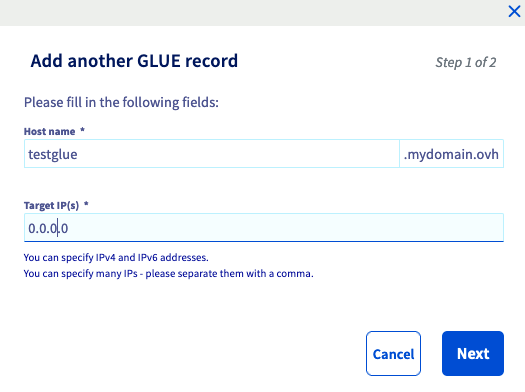 Add another GLUE record
Step 1 of 2
Please fill in the following fields:
Host name *
testglue
.mydomain.ovh
Target IP(s) *
0.0.0.0
You can specify IPv4 and IPv6 addresses.
You can specify many IPs - please separate them with a comma.
Cancel
Next